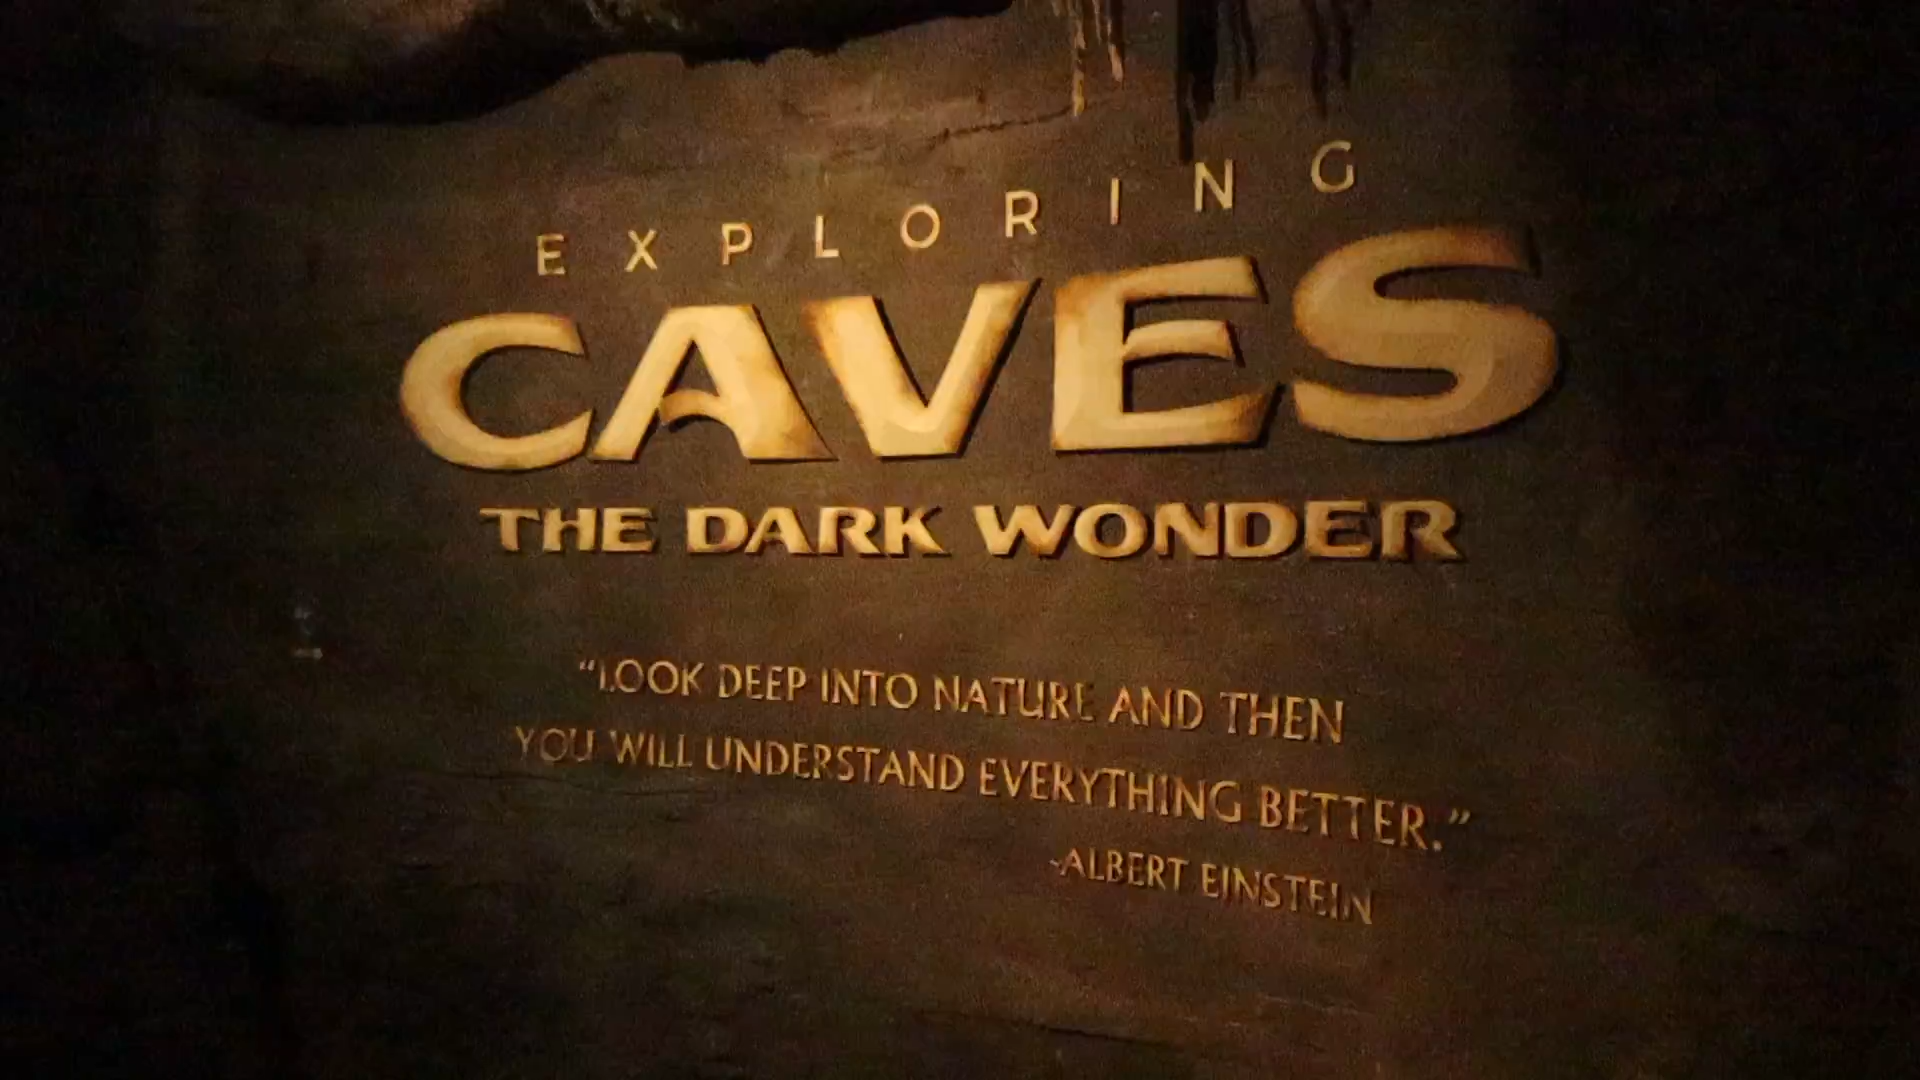 EXPLORING
CAVES
THE DARK WONDER
“LOOK DEEP INTO NATURE AND THEN
YOU WILL UNDERSTAND EVERYTHING BETTER.”
-ALBERT EINSTEIN